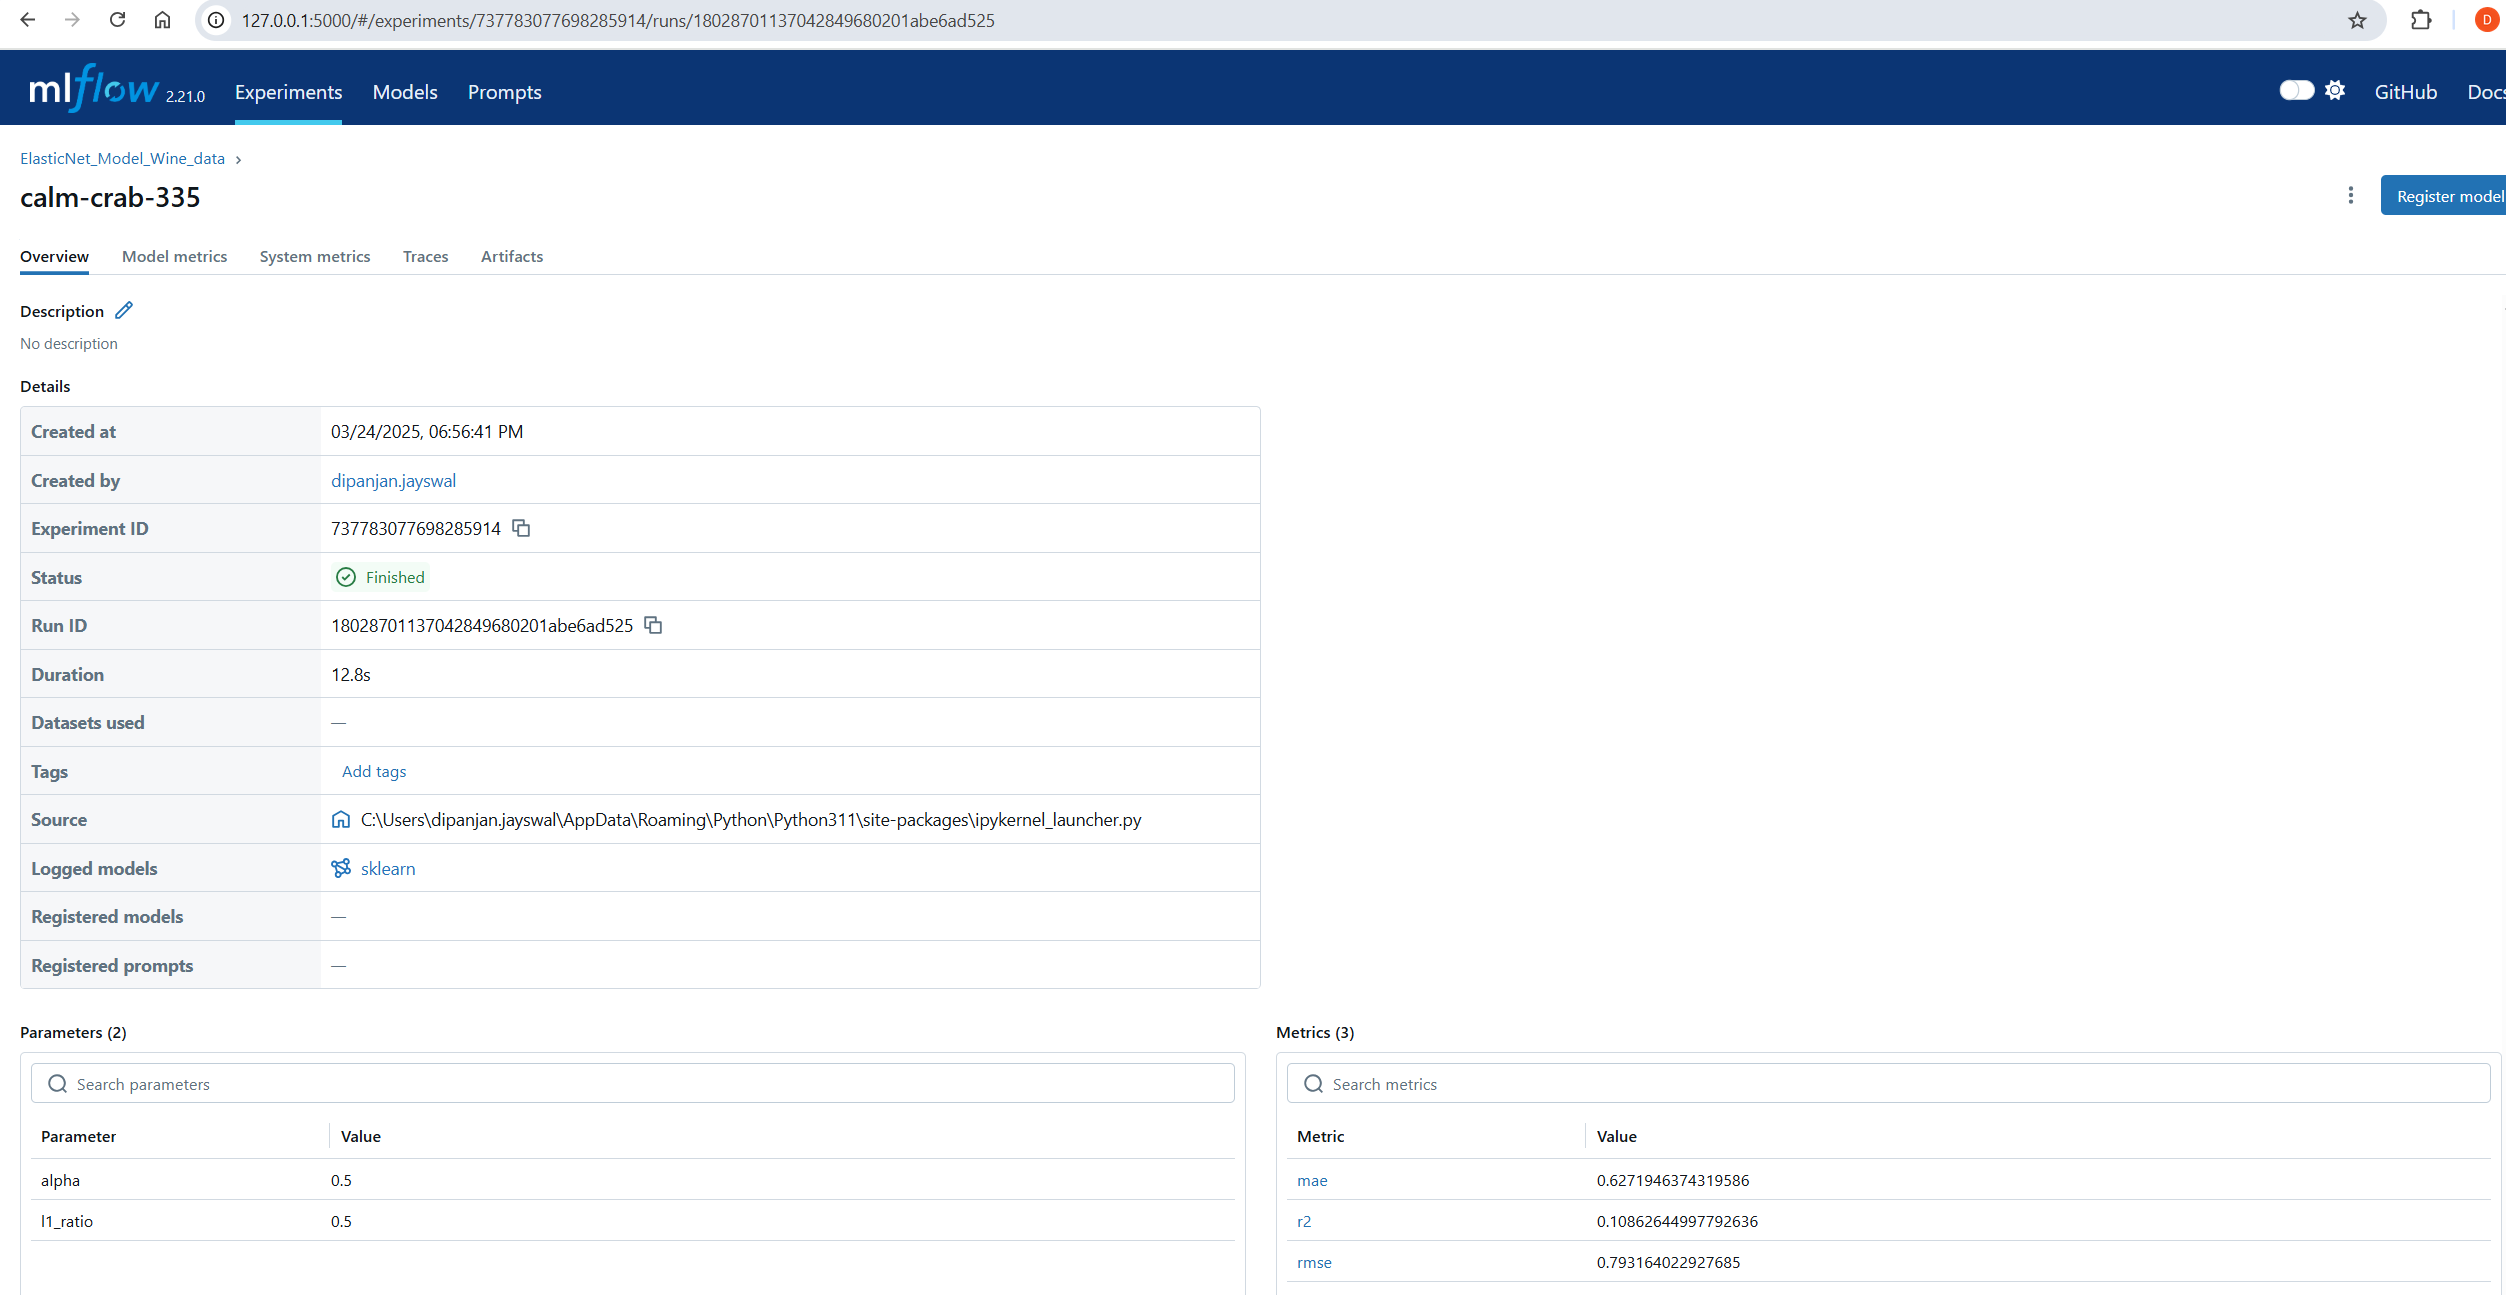 127.0.0.1:5000/#/experiments/737783077698285914/runs/18028701137042849680201abe6ad525
D
mlflow 2.21.0 Experiments Models Prompts GitHub Docs
ElasticNet_Model_Wine_data
calm-crab-335
Register model
Overview Model metrics System metrics Traces Artifacts
Description
No description
Details
Created at 03/24/2025, 06:56:41 PM
Created by dipanjan.jayswal
Experiment ID 737783077698285914
Status Finished
Run ID 18028701137042849680201abe6ad525
Duration 12.8s
Datasets used —
Tags Add tags
Source C:\Users\dipanjan.jayswal\AppData\Roaming\Python\Python311\site-packages\ipykernel_launcher.py
Logged models sklearn
Registered models —
Registered prompts —
Parameters (2)
Search parameters
Parameter Value
alpha 0.5
l1_ratio 0.5
Metrics (3)
Search metrics
Metric Value
mae 0.6271946374319586
r2 0.10862644997792636
rmse 0.793164022927685